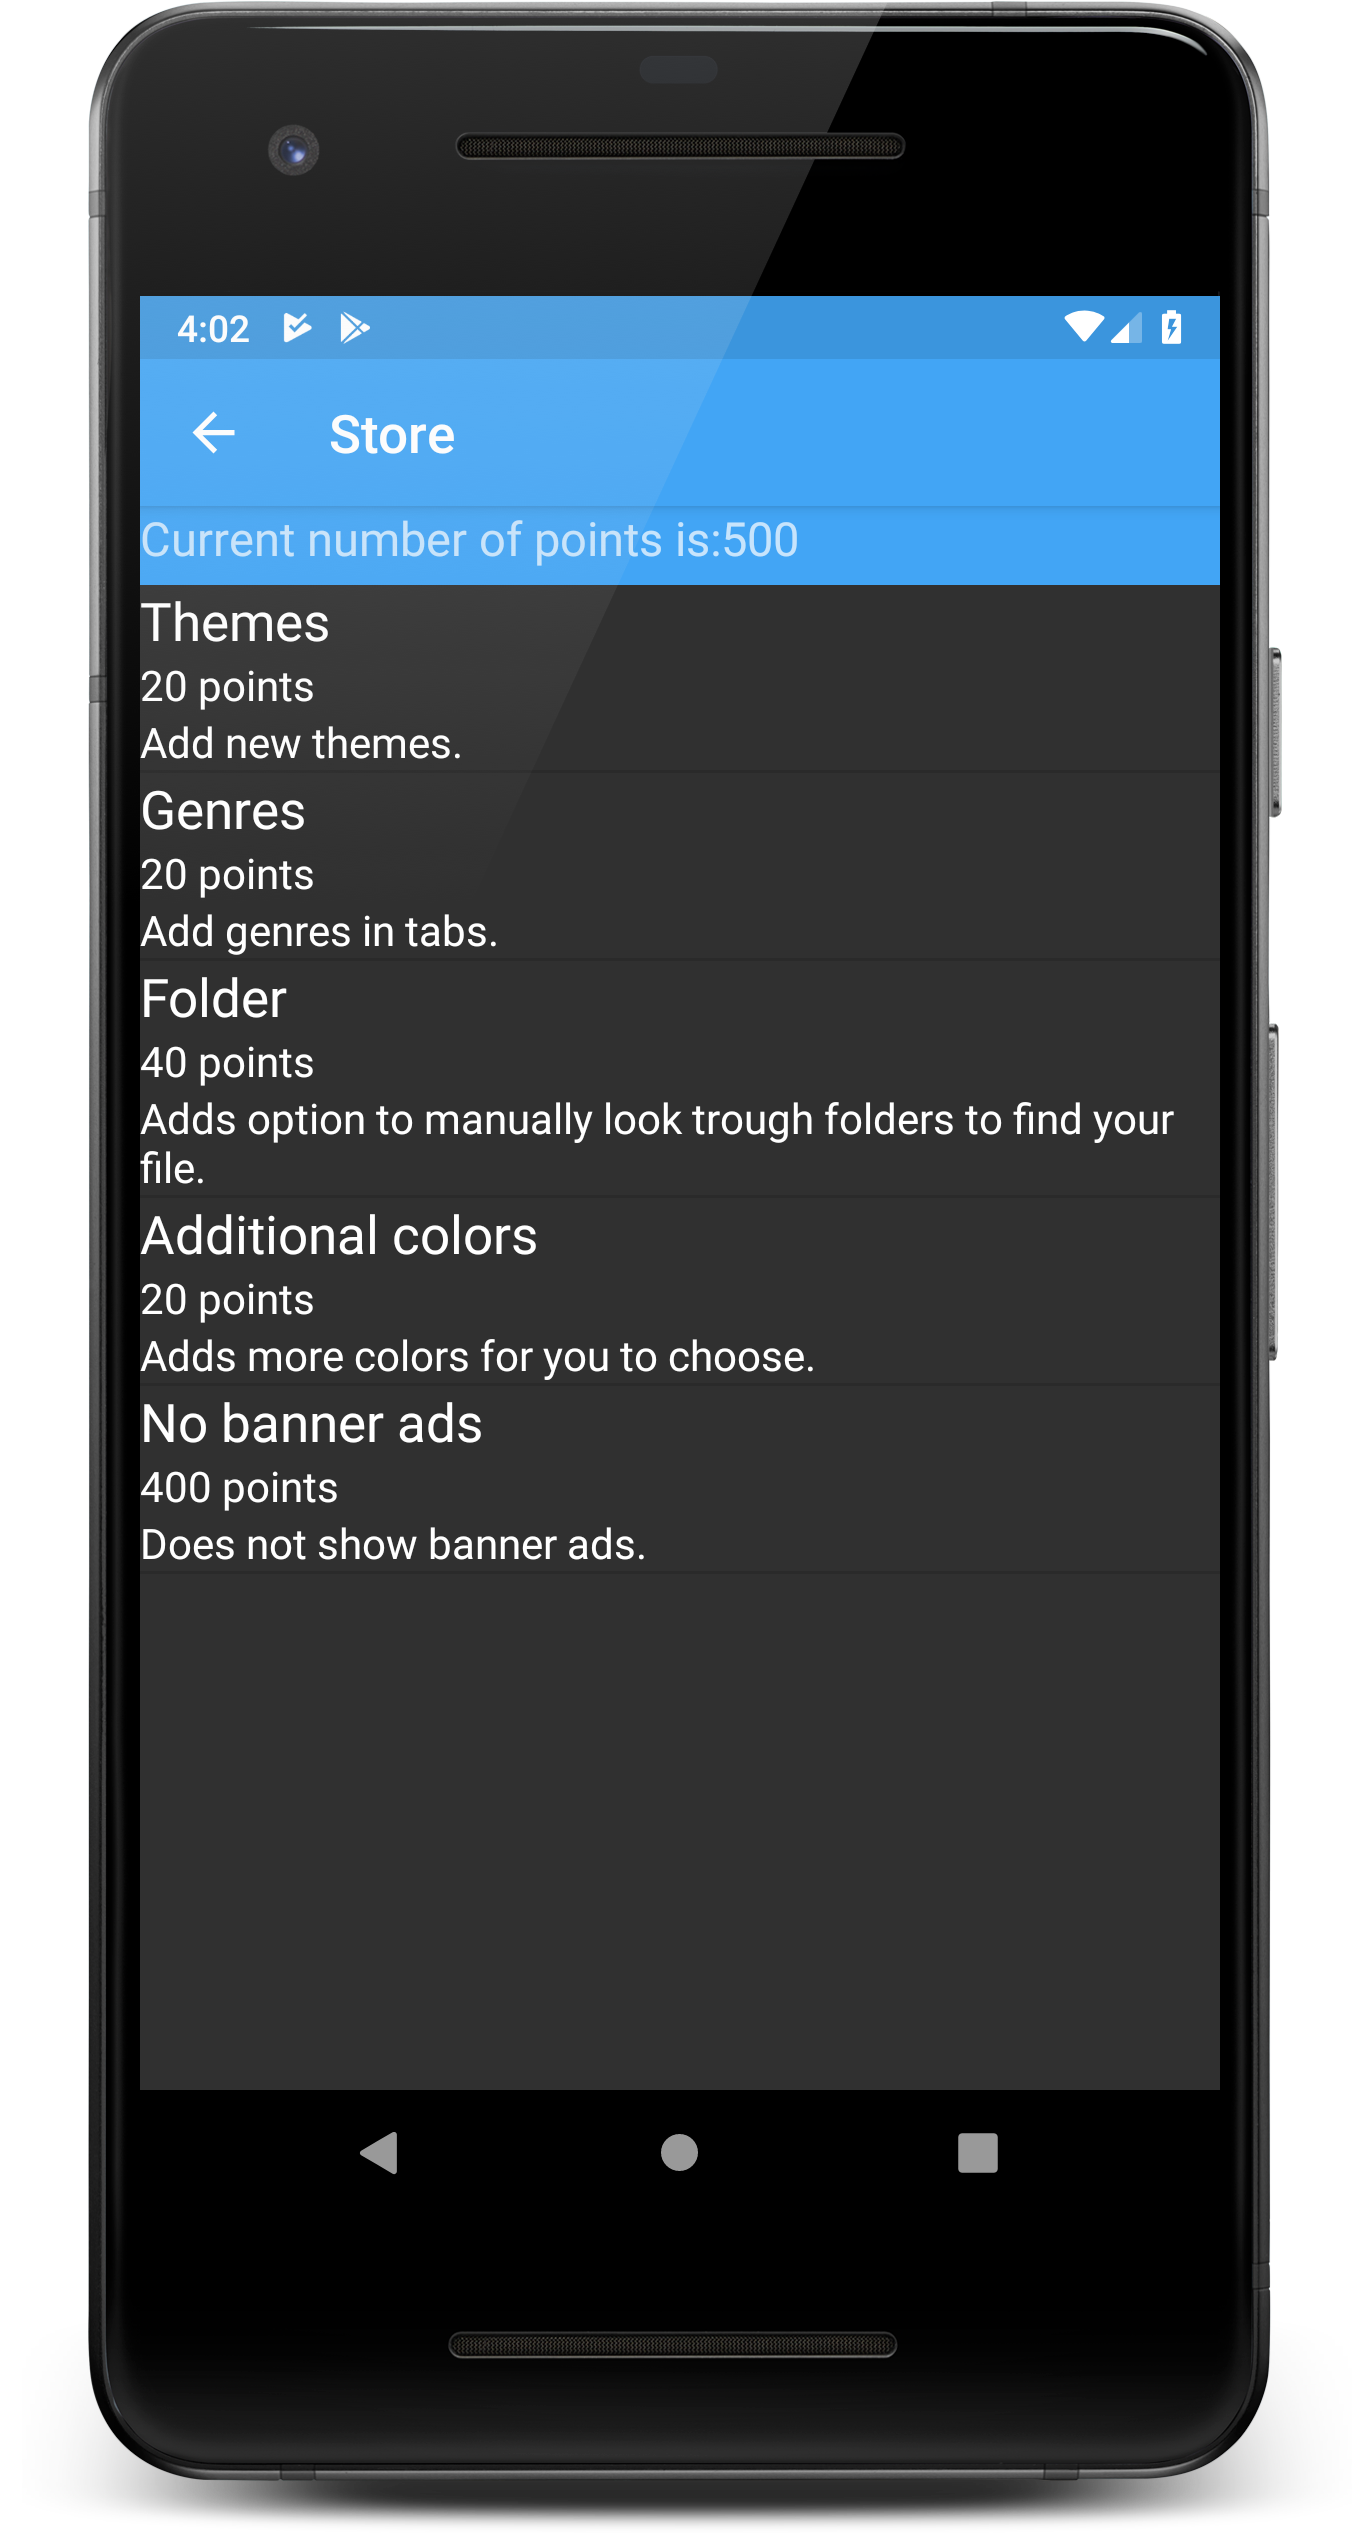 4:02
Store
Current number of points is:500
Themes
20 points
Add new themes.
Genres
20 points
Add genres in tabs.
Folder
40 points
Adds option to manually look trough folders to find your
file.
Additional colors
20 points
Adds more colors for you to choose.
No banner ads
400 points
Does not show banner ads.